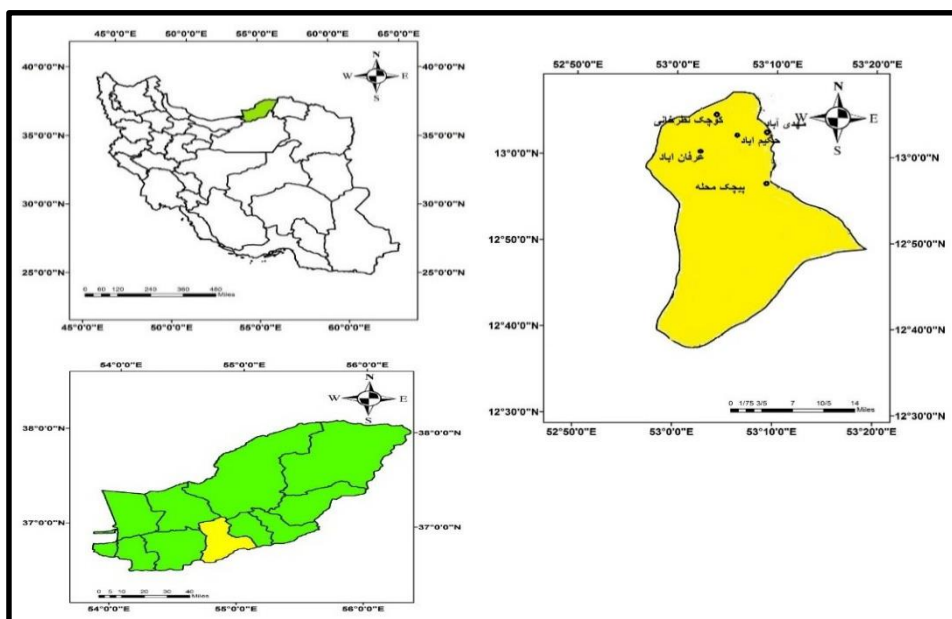 45°0'0"E 50°0'0"E 55°0'0"E 60°0'0"E 65°0'0"E
40°0'0"N 40°0'0"N
N
W E
S
35°0'0"N 35°0'0"N
30°0'0"N 30°0'0"N
25°0'0"N 25°0'0"N
0 60 120 240 360 480
Miles
45°0'0"E 50°0'0"E 55°0'0"E 60°0'0"E
52°50'0"E 53°0'0"E 53°10'0"E 53°20'0"E
N
W E
S
کوچک نظرخانی
مهدی آباد
حکیم اباد
عرفان اباد
پیچک محله
13°0'0"N 13°0'0"N
12°50'0"N 12°50'0"N
12°40'0"N 12°40'0"N
0 1/75 3/5 7 10/5 14
Miles
12°30'0"N 12°30'0"N
52°50'0"E 53°0'0"E 53°10'0"E 53°20'0"E
54°0'0"E 55°0'0"E 56°0'0"E
N
W E
S
38°0'0"N 38°0'0"N
37°0'0"N 37°0'0"N
0 5 10 20 30 40
Miles
54°0'0"E 55°0'0"E 56°0'0"E